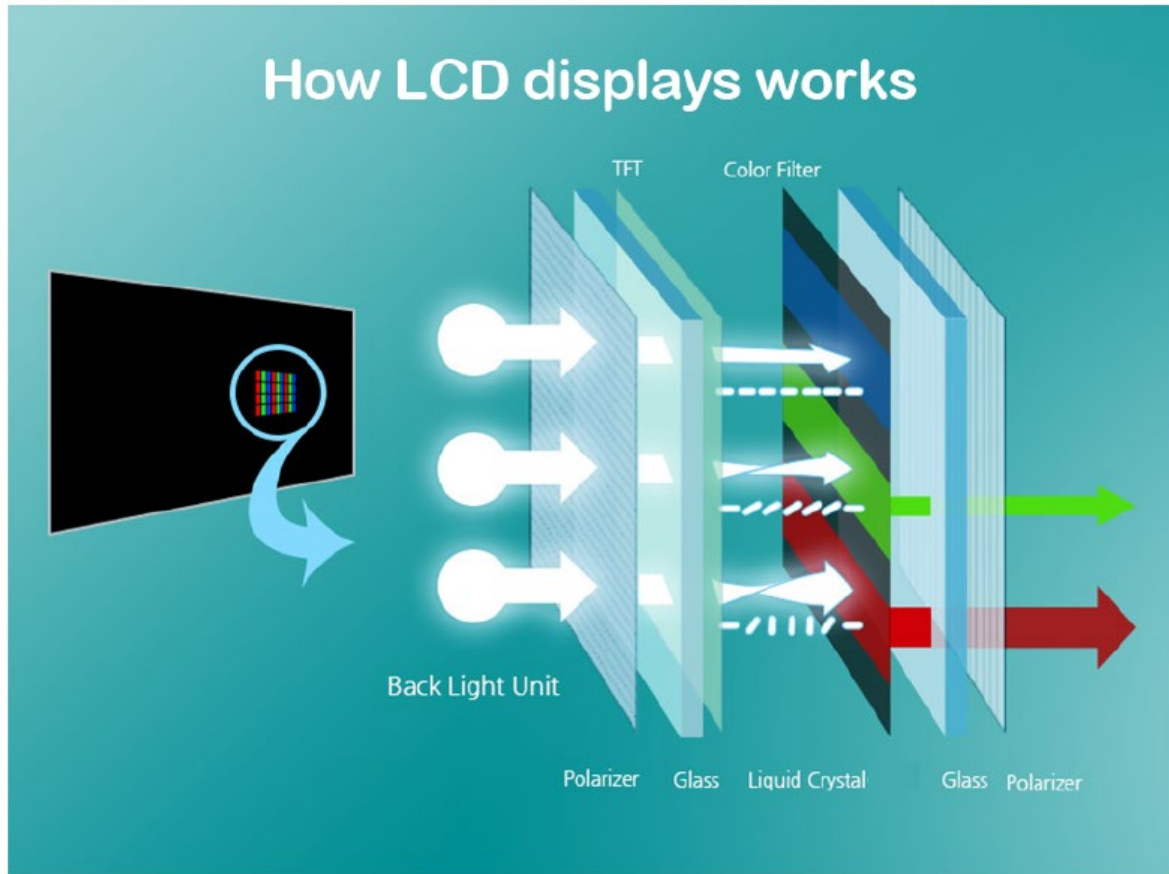 How LCD displays works
TFT
Color Filter
Back Light Unit
Polarizer
Glass
Liquid Crystal
Glass
Polarizer